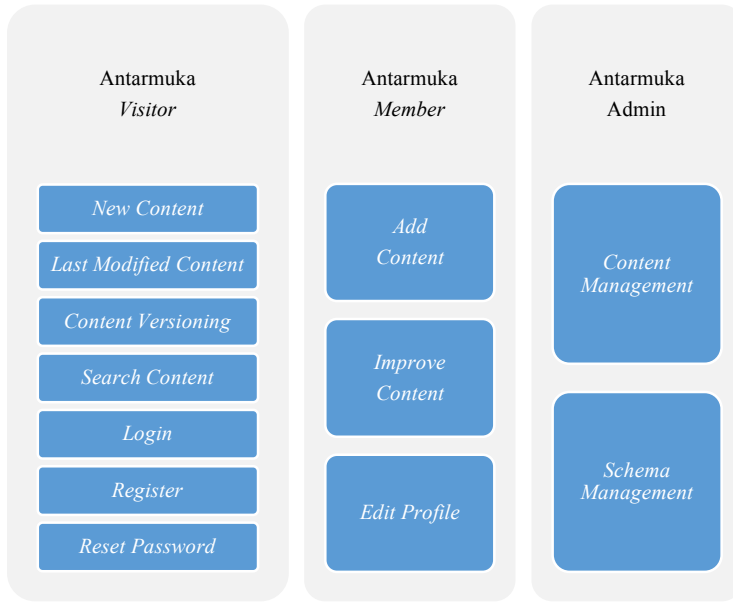 Antarmuka
Visitor
New Content
Last Modified Content
Content Versioning
Search Content
Login
Register
Reset Password
Antarmuka
Member
Add
Content
Improve
Content
Edit Profile
Antarmuka
Admin
Content
Management
Schema
Management